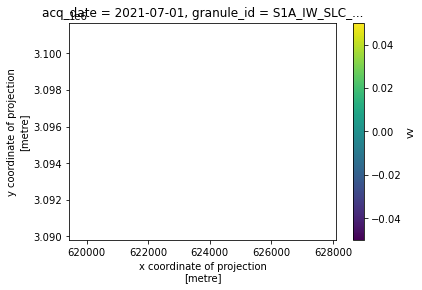 acq_date = 2021-07-01, granule_id = S1A_IW_SLC_...
1e6
3.100
3.098
3.096
3.094
3.092
3.090
y coordinate of projection
[metre]
620000 622000 624000 626000 628000
x coordinate of projection
[metre]
0.04
0.02
0.00
−0.02
−0.04
vv